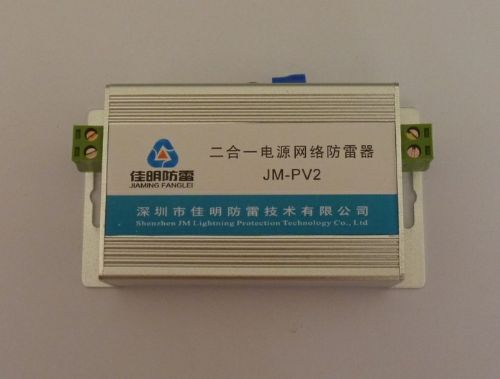 二合一电源网络防雷器
JM-PV2
佳明防雷
JIAMING FANGLEI
深圳市佳明防雷技术有限公司
Shenzhen JM Lightning Protection Technology Co., Ltd